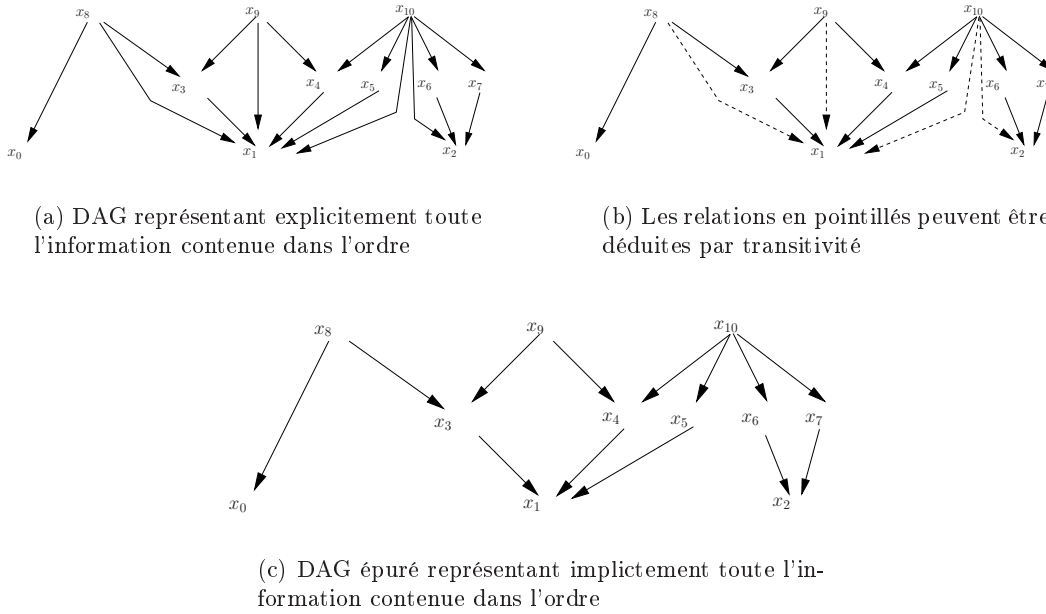 x8 x9 x10
x3 x4 x5 x6 x7
x0 x1 x2
(a) DAG représentant explicitement toute
l'information contenue dans l'ordre
x8 x9 x10
x3 x4 x5 x6
x0 x1 x2
(b) Les relations en pointillés peuvent être
déduites par transitivité
x8 x9 x10
x3 x4 x5 x6 x7
x0 x1 x2
(c) DAG épuré représentant implictement toute l'in-
formation contenue dans l'ordre